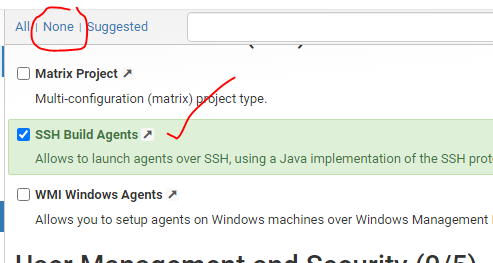 All | None | Suggested
Matrix Project ↗
Multi-configuration (matrix) project type.
SSH Build Agents ↗
Allows to launch agents over SSH, using a Java implementation of the SSH
WMI Windows Agents ↗
Allows you to setup agents on Windows machines over Windows Management
User Management and Security (0/5)